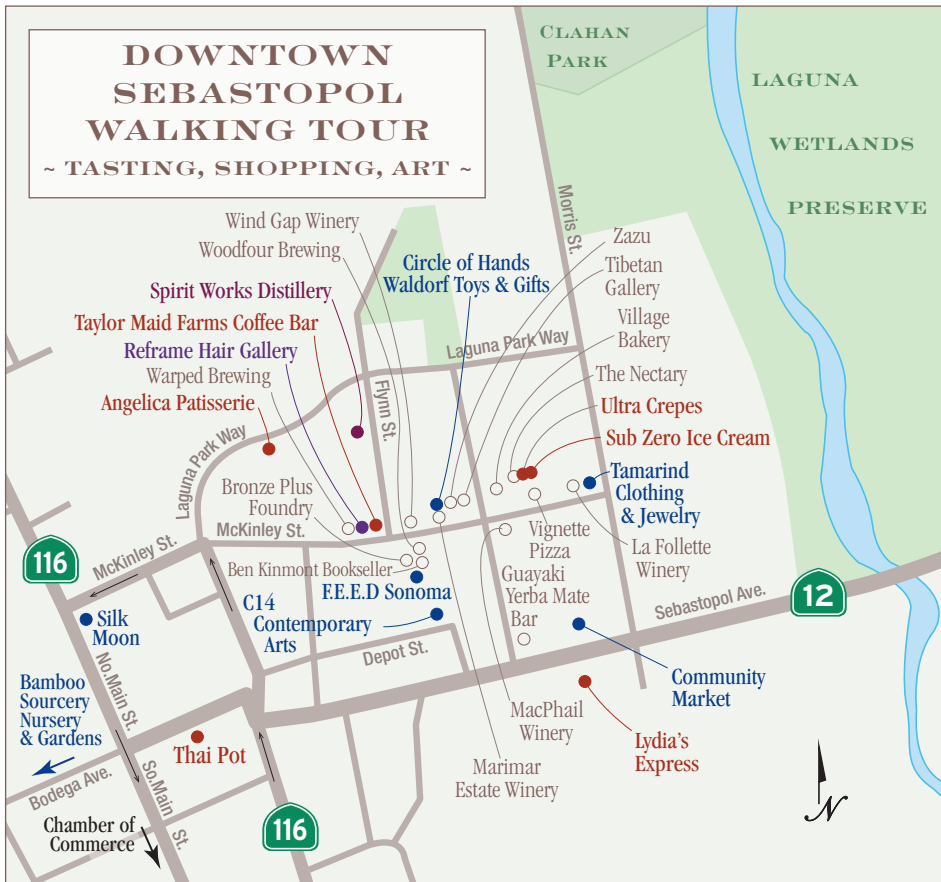 DOWNTOWN
SEBASTOPOL
WALKING TOUR
~ TASTING, SHOPPING, ART ~
CLAHAN
PARK
LAGUNA
WETLANDS
PRESERVE
Morris St.
Wind Gap Winery
Woodfour Brewing
Spirit Works Distillery
Taylor Maid Farms Coffee Bar
Reframe Hair Gallery
Warped Brewing
Angelica Patisserie
Circle of Hands
Waldorf Toys & Gifts
Zazu
Tibetan
Gallery
Village
Bakery
The Nectary
Ultra Crepes
Sub Zero Ice Cream
Tamarind
Clothing
& Jewelry
La Follette
Winery
Vignette
Pizza
Laguna Park Way
Flynn St.
Laguna Park Way
Bronze Plus
Foundry
McKinley St.
Ben Kinmont Bookseller
F.E.E.D Sonoma
C14
Contemporary
Arts
Guayaki
Yerba Mate
Bar
Depot St.
Sebastopol Ave.
12
116
McKinley St.
Silk
Moon
No.Main St.
Bamboo
Sourcery
Nursery
& Gardens
Bodega Ave.
Thai Pot
So.Main St.
Chamber of
Commerce
116
Community
Market
MacPhail
Winery
Marimar
Estate Winery
Lydia's
Express
N